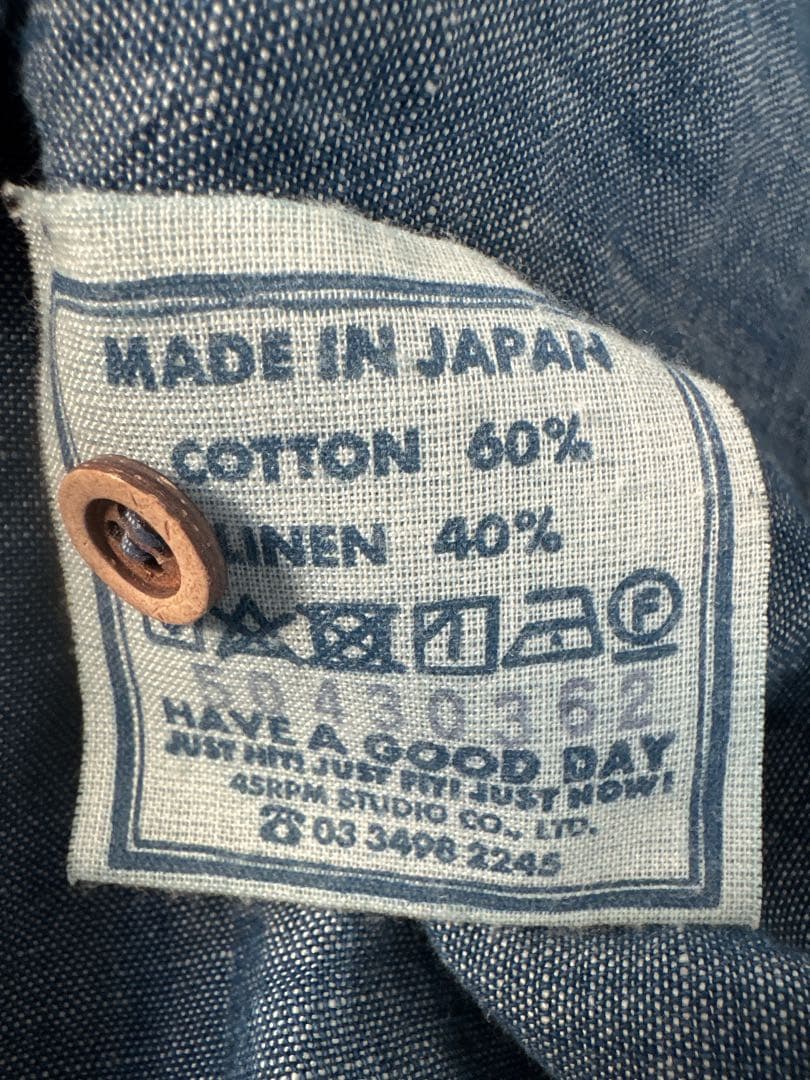 MADE IN JAPAN
COTTON 60%
LINEN 40%
F
50430362
HAVE A GOOD DAY
JUST HIT! JUST FIT! JUST NOW!
45RPM STUDIO CO., LTD.
☎ 03 3498 2245